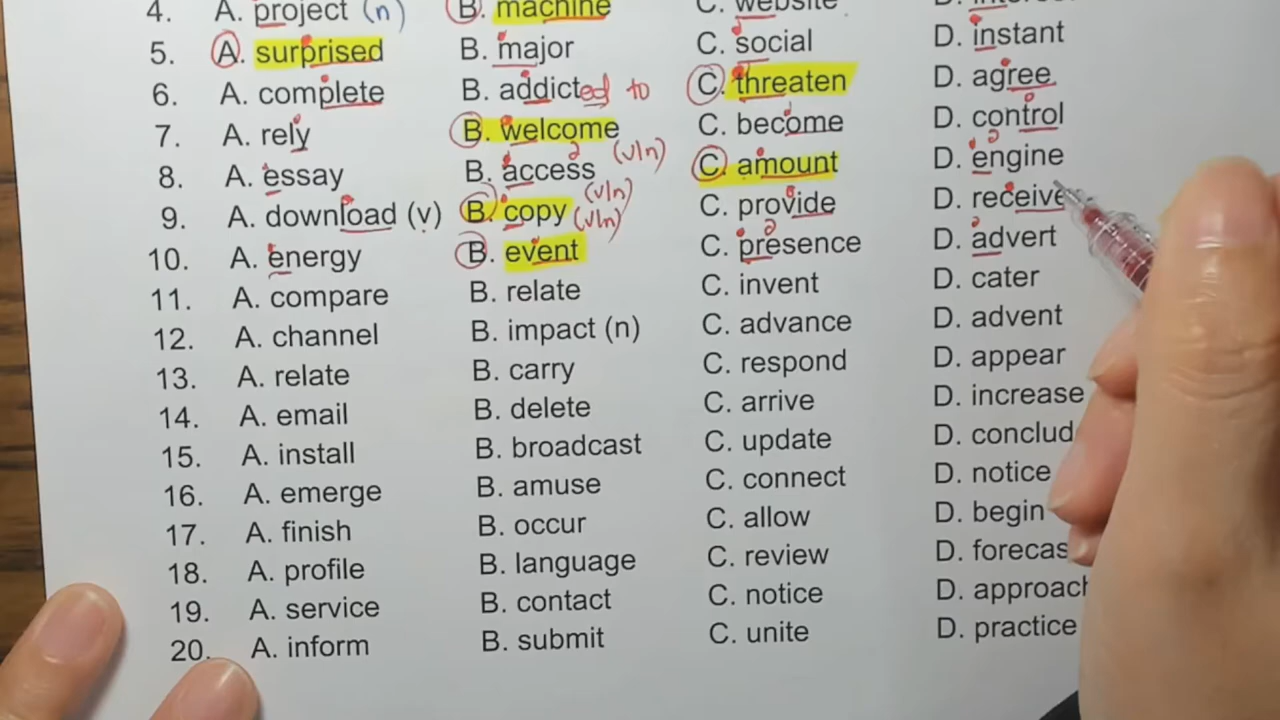 4. A. project (n) B. machine C. website
5. A. surprised B. major C. social D. instant
6. A. complete B. addicted to C. threaten D. agree
7. A. rely B. welcome C. become D. control
8. A. essay B. access (v/n) C. amount D. engine
9. A. download (v) B. copy (v/n) (v/n) C. provide D. receive
10. A. energy B. event C. presence D. advert
11. A. compare B. relate C. invent D. cater
12. A. channel B. impact (n) C. advance D. advent
13. A. relate B. carry C. respond D. appear
14. A. email B. delete C. arrive D. increase
15. A. install B. broadcast C. update D. conclud
16. A. emerge B. amuse C. connect D. notice
17. A. finish B. occur C. allow D. begin
18. A. profile B. language C. review D. forecas
19. A. service B. contact C. notice D. approach
20. A. inform B. submit C. unite D. practice